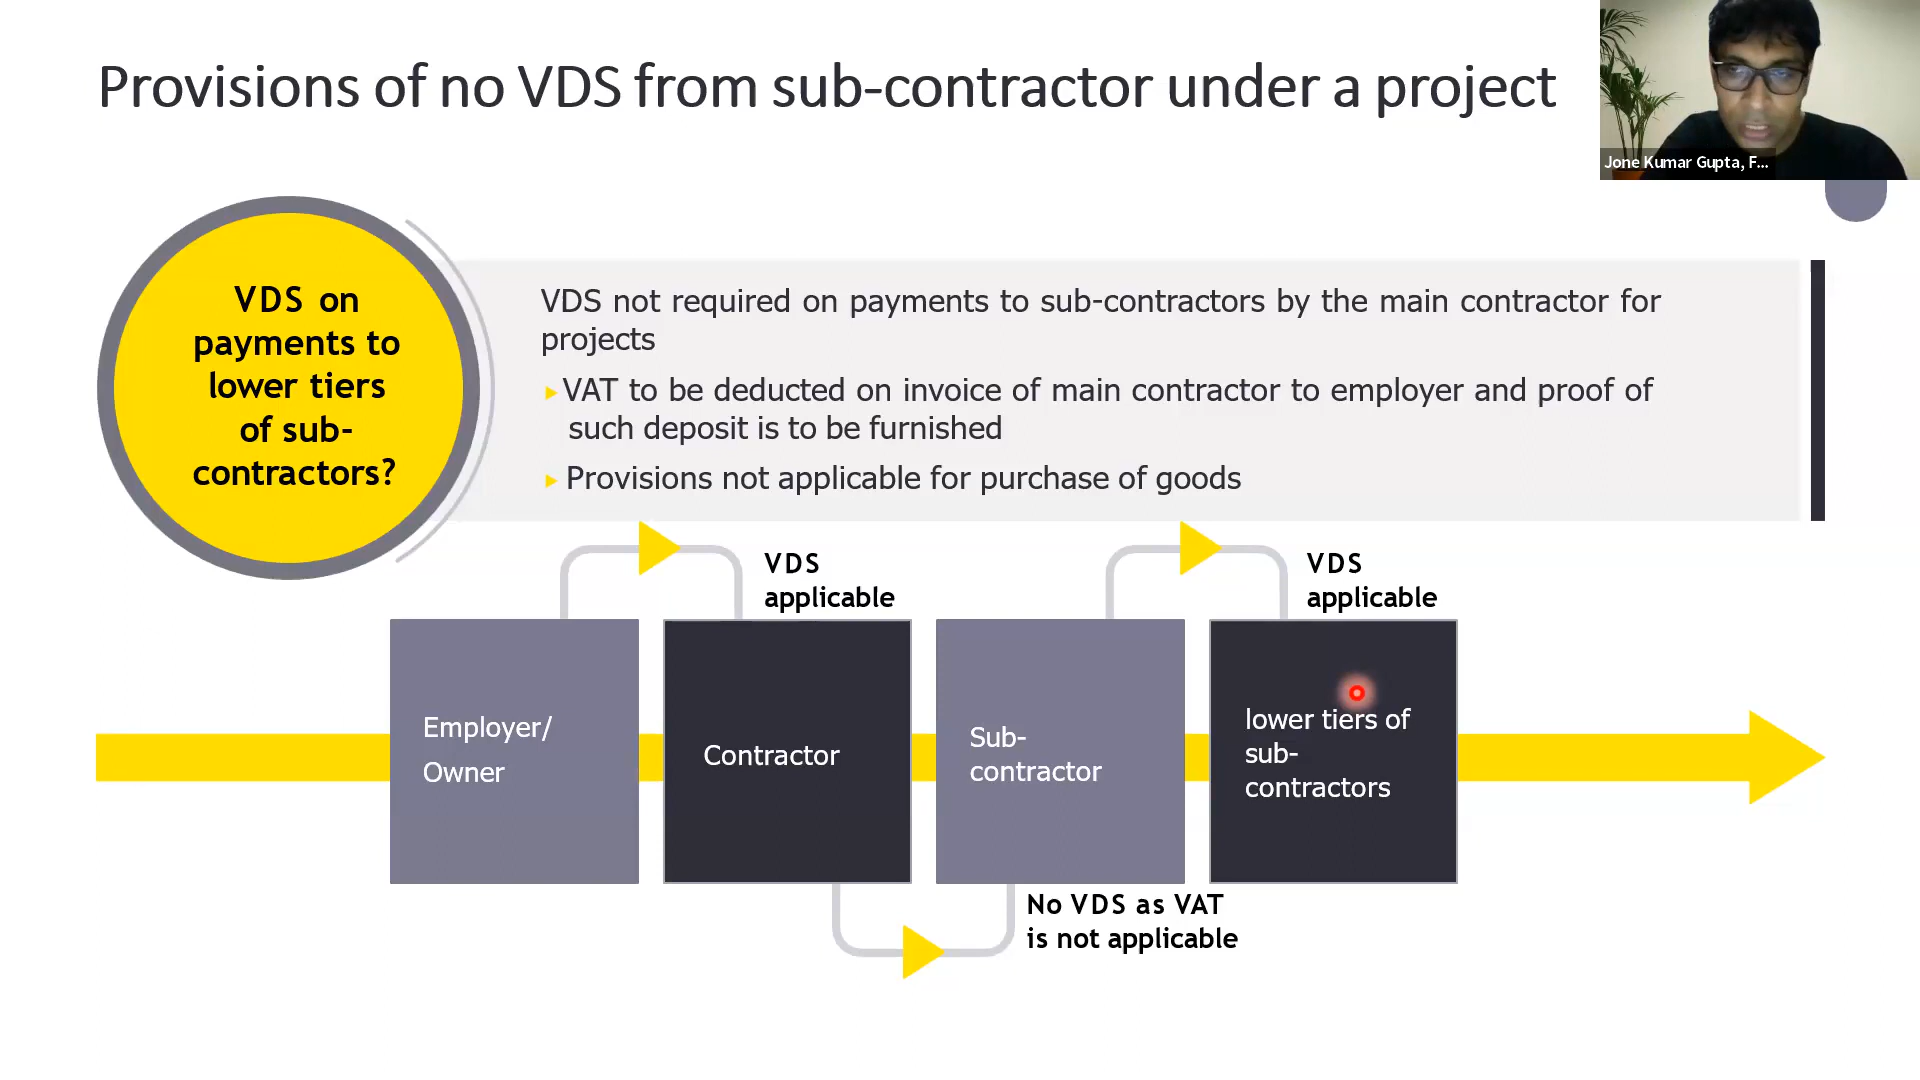 Provisions of no VDS from sub-contractor under a project
Jone Kumar Gupta, F...
VDS on
payments to
lower tiers
of sub-
contractors?
VDS not required on payments to sub-contractors by the main contractor for
projects
VAT to be deducted on invoice of main contractor to employer and proof of
such deposit is to be furnished
Provisions not applicable for purchase of goods
VDS
applicable
VDS
applicable
Employer/
Owner
Contractor
Sub-
contractor
lower tiers of
sub-
contractors
No VDS as VAT
is not applicable